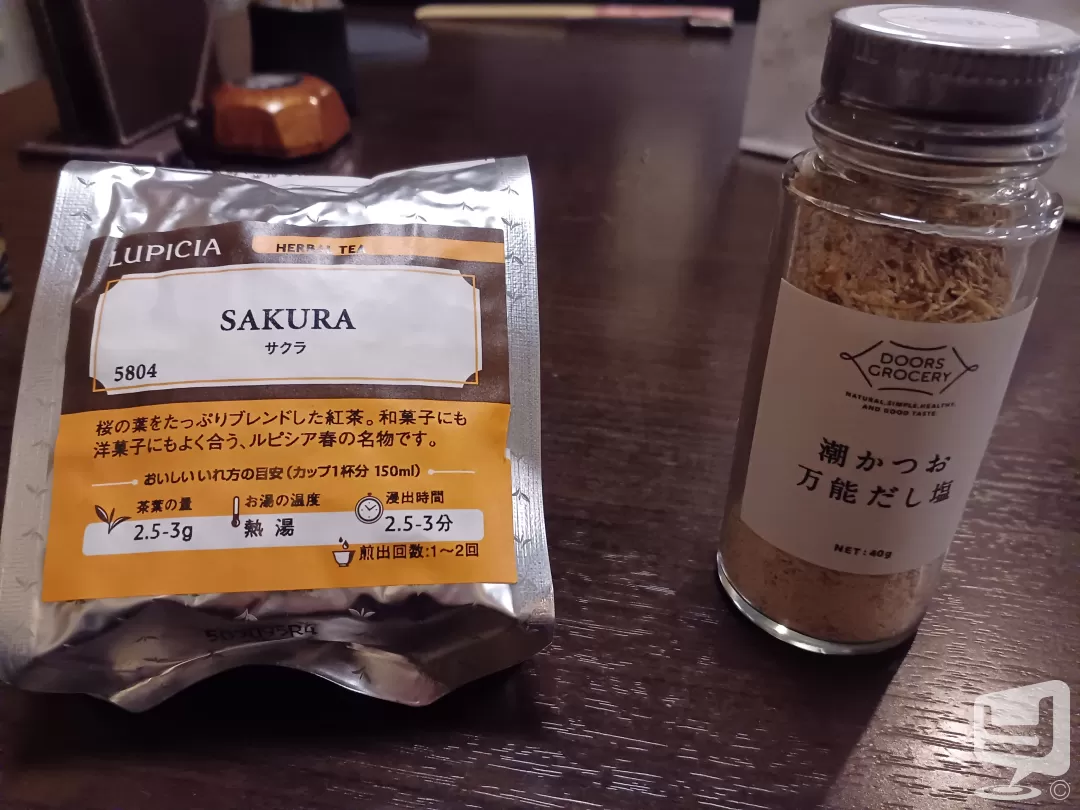 LUPICIA
HERBAL TEA
SAKURA
サクラ
5804
桜の葉をたっぷりブレンドした紅茶。和菓子にも
洋菓子にもよく合う、ルピシア春の名物です。
おいしいいれ方の目安(カップ1杯分 150ml)
茶葉の量
2.5-3g
お湯の温度
熱湯
浸出時間
2.5-3分
煎出回数:1〜2回
DOORS
GROCERY
NATURAL, SIMPLE, HEALTHY,
AND GOOD TASTE
潮かつお
万能だし塩
NET:40g
©